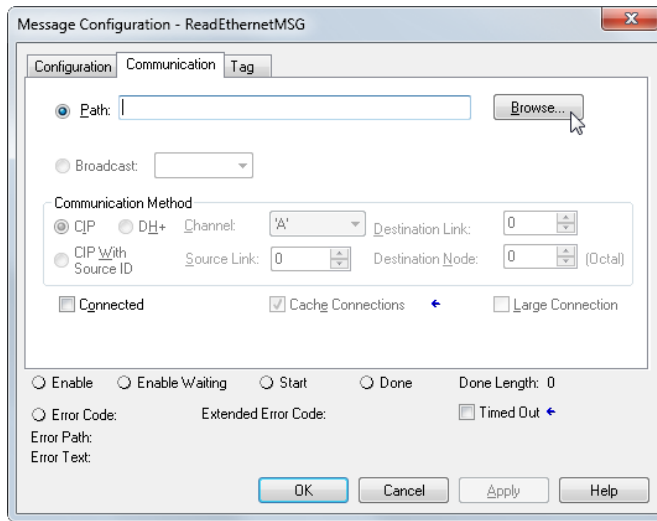 Message Configuration - ReadEthernetMSG
Configuration Communication Tag
Path: Browse...
Broadcast:
Communication Method
CIP DH+ Channel: 'A' Destination Link: 0
CIP With Source ID Source Link: 0 Destination Node: 0 (Octal)
Connected Cache Connections Large Connection
Enable Enable Waiting Start Done Done Length: 0
Error Code: Extended Error Code: Timed Out
Error Path:
Error Text:
OK Cancel Apply Help